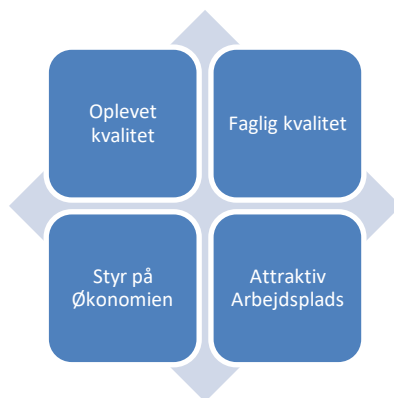 Oplevet
kvalitet
Faglig kvalitet
Styr på
Økonomien
Attraktiv
Arbejdsplads